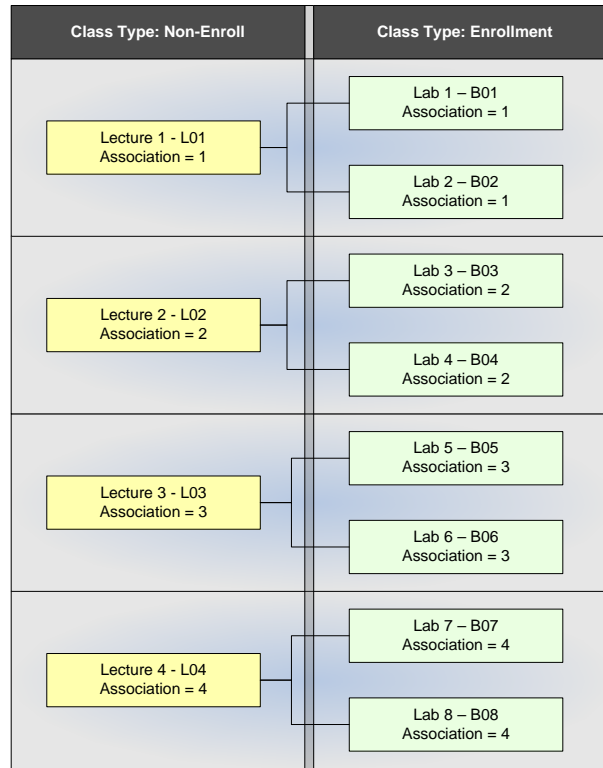 Class Type: Non-Enroll
Class Type: Enrollment
Lecture 1 - L01
Association = 1
Lab 1 – B01
Association = 1
Lab 2 – B02
Association = 1
Lecture 2 - L02
Association = 2
Lab 3 – B03
Association = 2
Lab 4 – B04
Association = 2
Lecture 3 - L03
Association = 3
Lab 5 – B05
Association = 3
Lab 6 – B06
Association = 3
Lecture 4 - L04
Association = 4
Lab 7 – B07
Association = 4
Lab 8 – B08
Association = 4